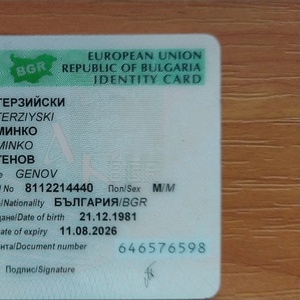 EUROPEAN UNION
BGR REPUBLIC OF BULGARIA
IDENTITY CARD
ТЕРЗИЙСКИ
TERZIYSKI
МИНКО
MINKO
ГЕНОВ
GENOV
No 8112214440 Пол/Sex М/M
/Nationality БЪЛГАРИЯ/BGR
дане/Date of birth 21.12.1981
of expiry 11.08.2026
нта/Document number 646576598
Подпис/Signature